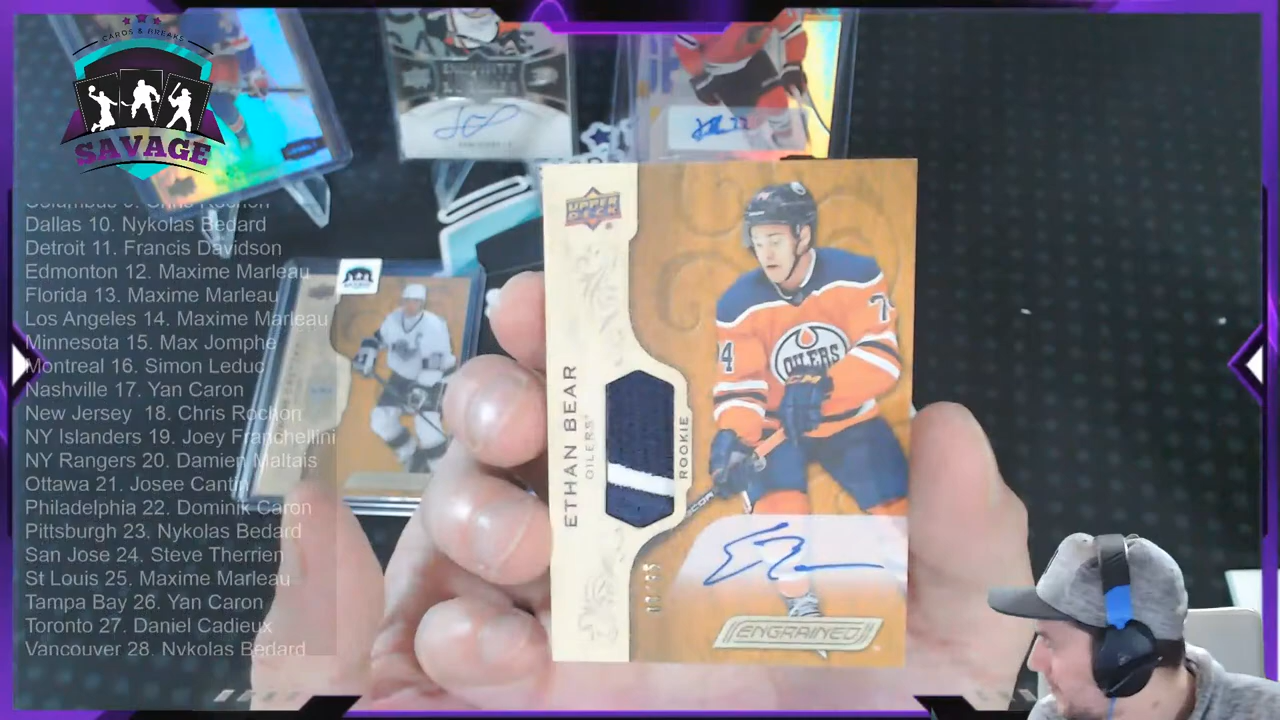 CARDS & BREAKS
SAVAGE
Dallas 10. Nykolas Bedard
Detroit 11. Francis Davidson
Edmonton 12. Maxime Marleau
Florida 13. Maxime Marleau
Los Angeles 14. Maxime Marleau
Minnesota 15. Max Jomphe
Montreal 16. Simon Leduc
Nashville 17. Yan Caron
New Jersey 18. Chris Rochon
NY Islanders 19. Joey Franchellini
NY Rangers 20. Damien Maltais
Ottawa 21. Josee Cantin
Philadelphia 22. Dominik Caron
Pittsburgh 23. Nykolas Bedard
San Jose 24. Steve Therrien
St Louis 25. Maxime Marleau
Tampa Bay 26. Yan Caron
Toronto 27. Daniel Cadieux
Vancouver 28. Nykolas Bedard
UPPER
DECK
ETHAN BEAR
OILERS
ROOKIE
74
OILERS
CCM
ENGRAINED